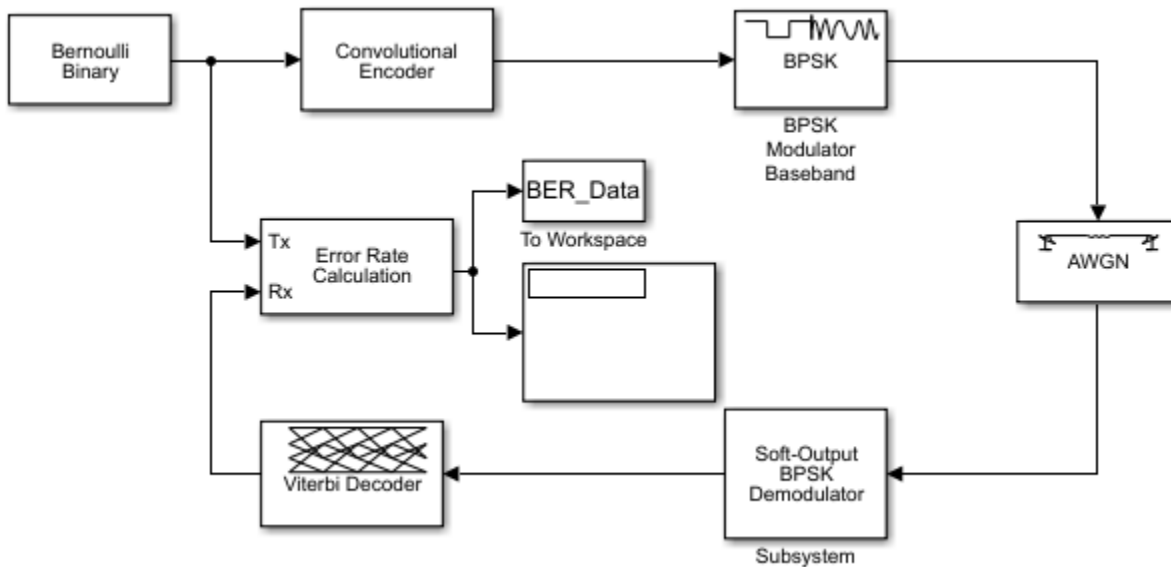 Bernoulli
Binary
Convolutional
Encoder
BPSK
BPSK
Modulator
Baseband
BER_Data
To Workspace
Tx
Rx
Error Rate
Calculation
AWGN
Viterbi Decoder
Soft-Output
BPSK
Demodulator
Subsystem